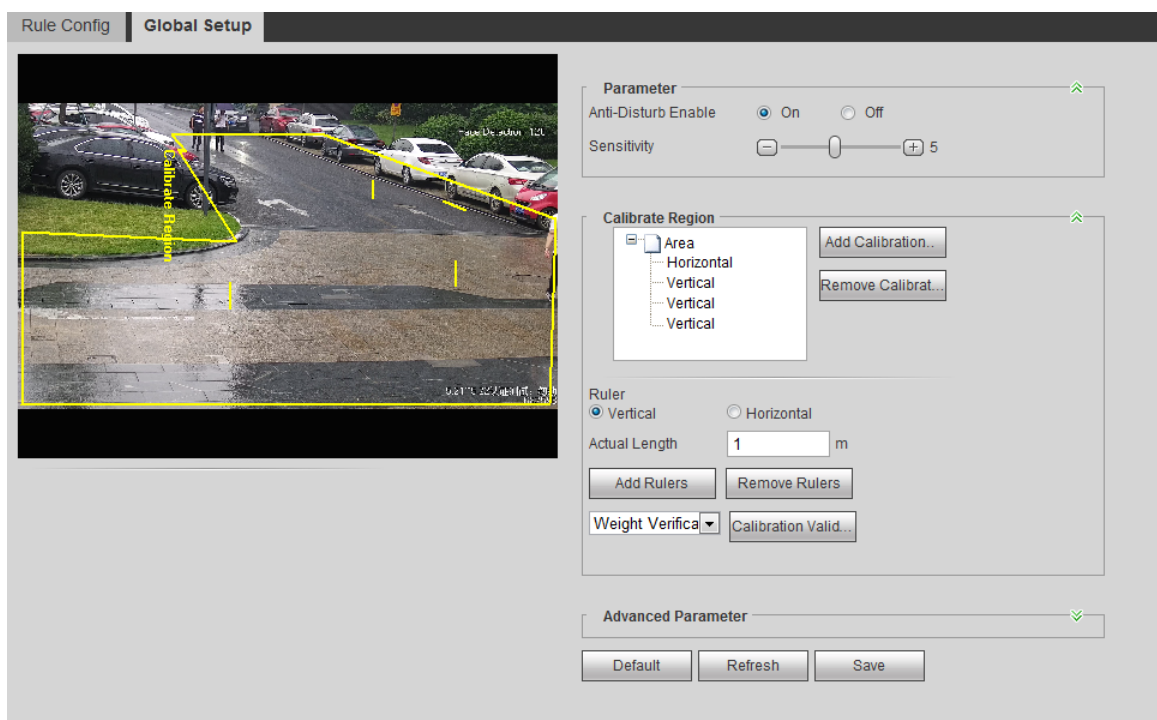 Rule Config
Global Setup
Calibrate Region
Parameter
Anti-Disturb Enable
On
Off
Sensitivity
5
Calibrate Region
Area
Horizontal
Vertical
Vertical
Vertical
Add Calibration..
Remove Calibrat...
Ruler
Vertical
Horizontal
Actual Length
1
m
Add Rulers
Remove Rulers
Weight Verifica
Calibration Valid...
Advanced Parameter
Default
Refresh
Save